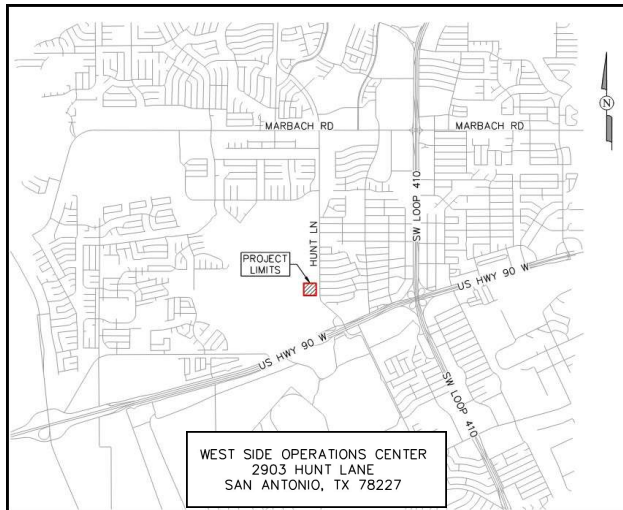 MARBACH RD
MARBACH RD
N
SW LOOP 410
HUNT LN
PROJECT
LIMITS
US HWY 90 W
US HWY 90 W
SW LOOP 410
WEST SIDE OPERATIONS CENTER
2903 HUNT LANE
SAN ANTONIO, TX 78227